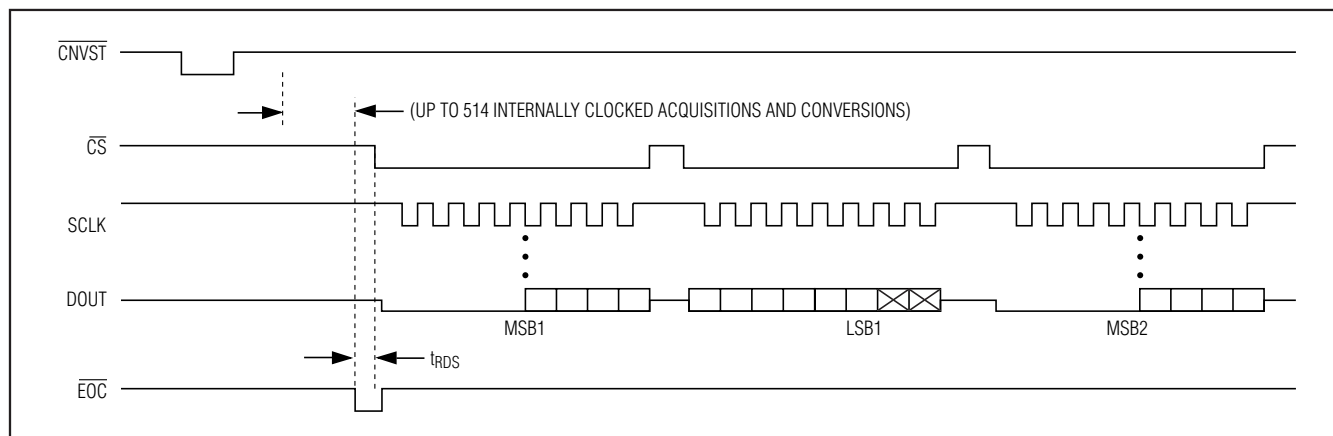 CNVST
(UP TO 514 INTERNALLY CLOCKED ACQUISITIONS AND CONVERSIONS)
CS
SCLK
DOUT
MSB1
LSB1
MSB2
tRDS
EOC